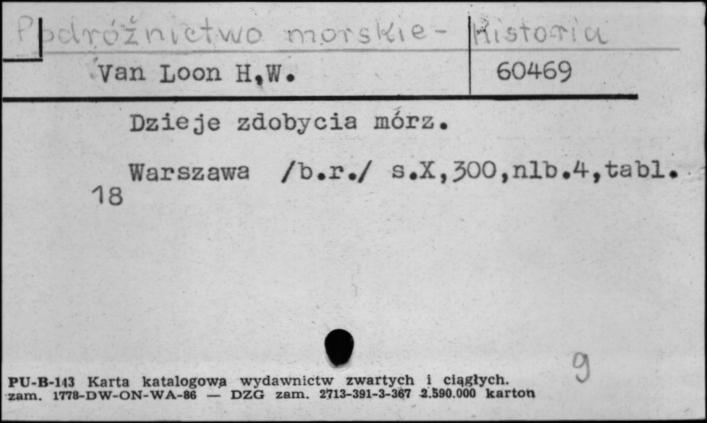 Podróżnictwo morskie - Historia
Van Loon H,W.
60469
Dzieje zdobycia mórz.
Warszawa /b.r./ s.X,300,nlb.4,tabl.
18
9
PU-B-143 Karta katalogowa wydawnictw zwartych i ciągłych.
zam. 1778-DW-ON-WA-86 — DZG zam. 2713-391-3-367 2.590.000 karton